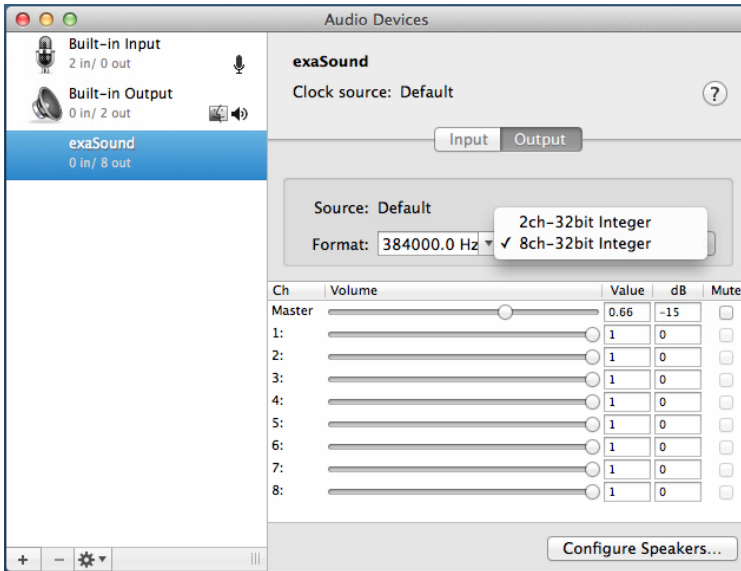 Audio Devices
Built-in Input
2 in/ 0 out
Built-in Output
0 in/ 2 out
exaSound
0 in/ 8 out
+ −
exaSound
Clock source: Default
?
Input Output
Source: Default
2ch-32bit Integer
Format: 384000.0 Hz ✓ 8ch-32bit Integer
Ch Volume Value dB Mute
Master 0.66 -15
1: 1 0
2: 1 0
3: 1 0
4: 1 0
5: 1 0
6: 1 0
7: 1 0
8: 1 0
Configure Speakers...